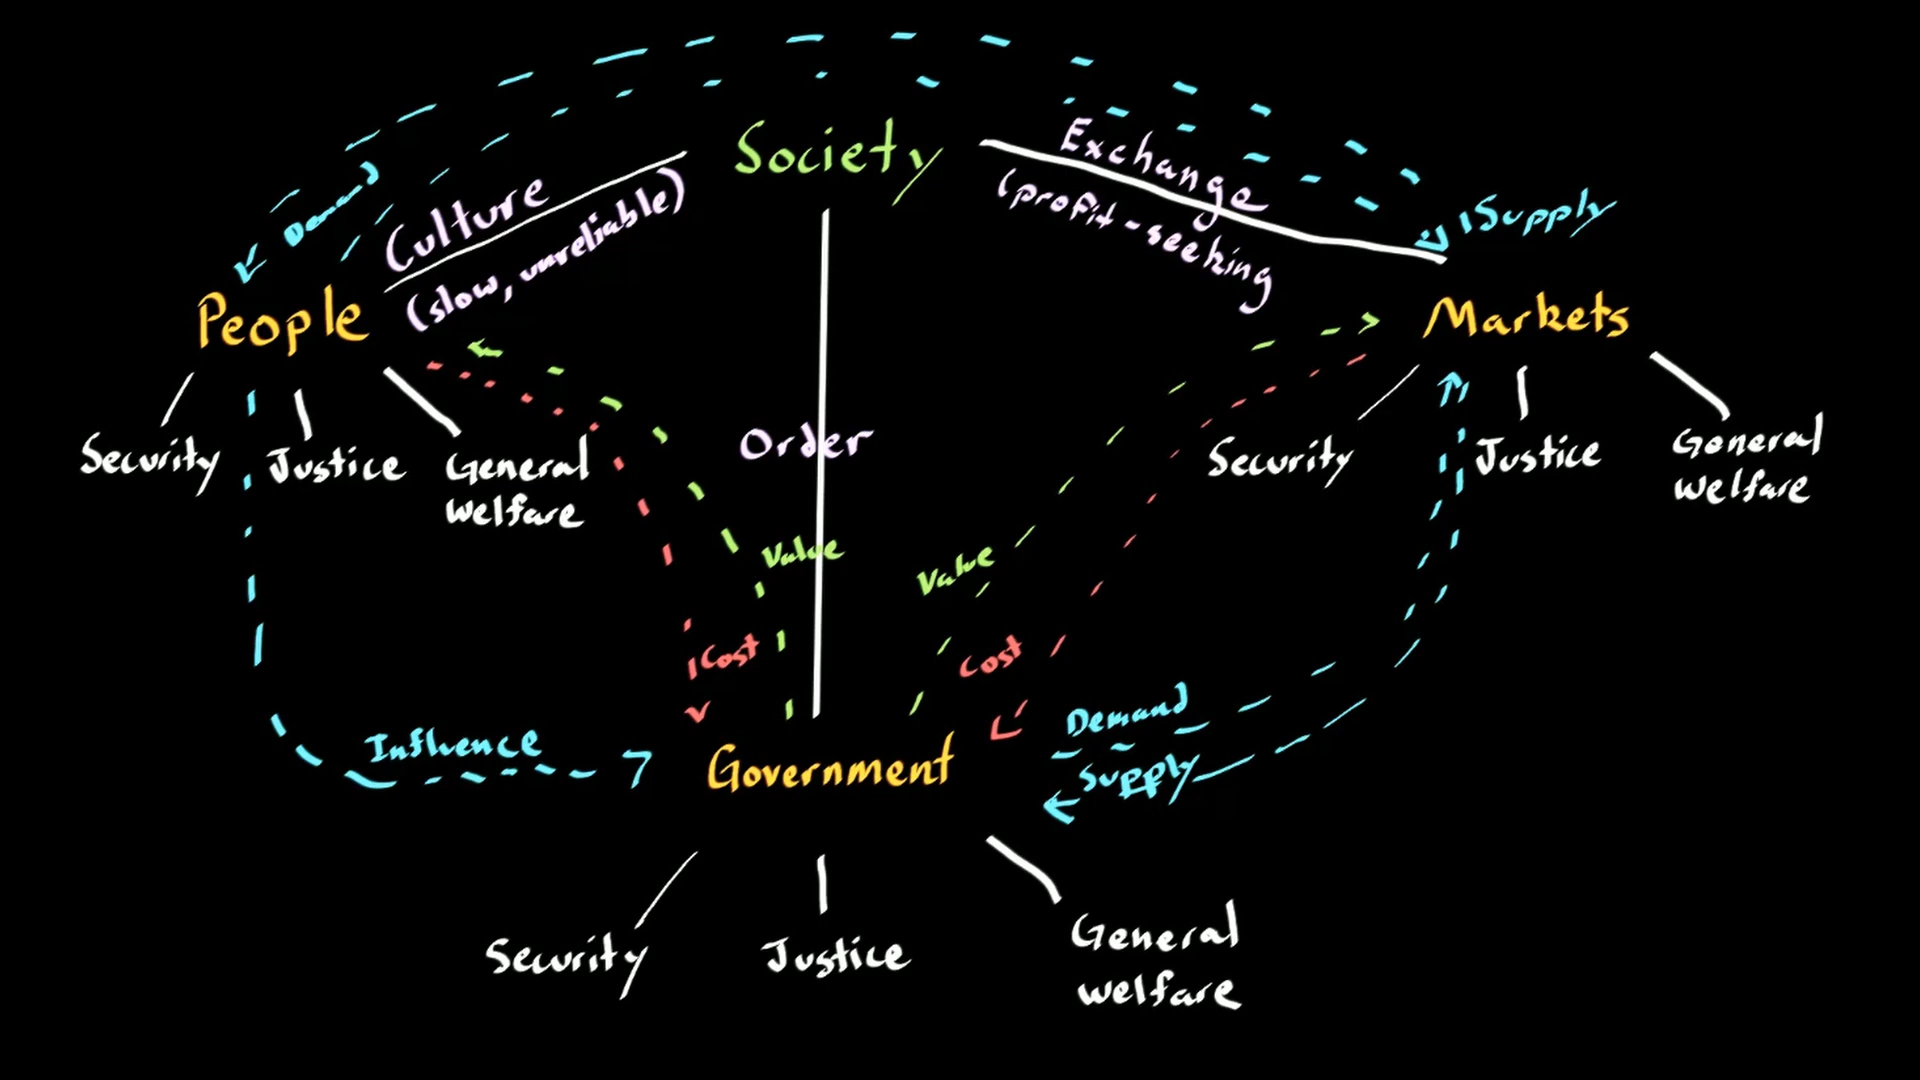 Society
Exchange
(profit-seeking
Supply
Demand
Culture
(slow, unreliable)
People
Markets
Security
Justice
General
welfare
Order
Security
Justice
General
welfare
Value
Value
Cost
Cost
Influence
Government
Demand
Supply
Security
Justice
General
welfare